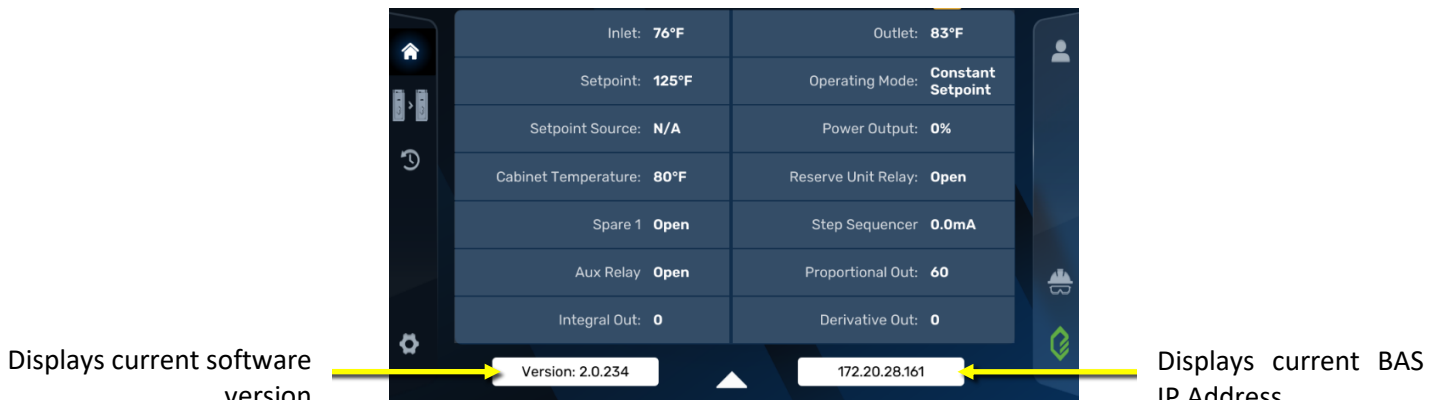 Inlet: 76°F Outlet: 83°F
Setpoint: 125°F Operating Mode: Constant Setpoint
Setpoint Source: N/A Power Output: 0%
Cabinet Temperature: 80°F Reserve Unit Relay: Open
Spare 1 Open Step Sequencer 0.0mA
Aux Relay Open Proportional Out: 60
Integral Out: 0 Derivative Out: 0
Displays current software
version
Version: 2.0.234 172.20.28.161
Displays current BAS
IP Address